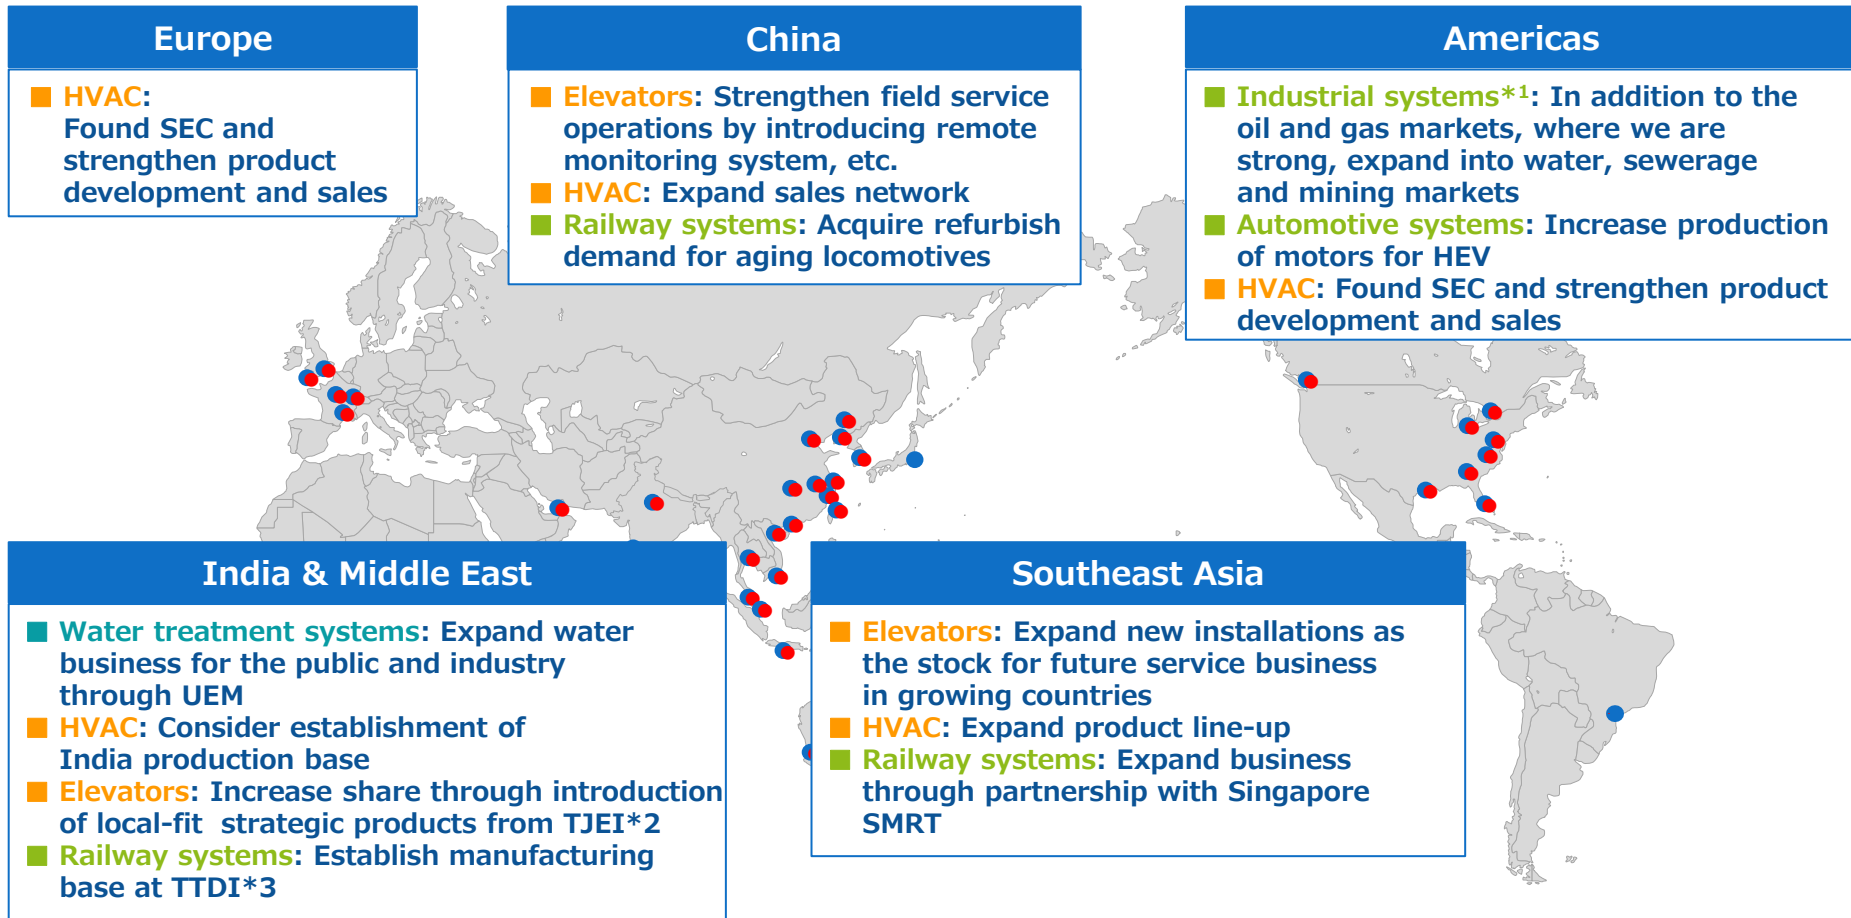 Europe
■ HVAC:
Found SEC and
strengthen product
development and sales
China
■ Elevators: Strengthen field service
operations by introducing remote
monitoring system, etc.
■ HVAC: Expand sales network
■ Railway systems: Acquire refurbish
demand for aging locomotives
Americas
■ Industrial systems*1: In addition to the
oil and gas markets, where we are
strong, expand into water, sewerage
and mining markets
■ Automotive systems: Increase production
of motors for HEV
■ HVAC: Found SEC and strengthen product
development and sales
India & Middle East
■ Water treatment systems: Expand water
business for the public and industry
through UEM
■ HVAC: Consider establishment of
India production base
■ Elevators: Increase share through introduction
of local-fit strategic products from TJEI*2
■ Railway systems: Establish manufacturing
base at TTDI*3
Southeast Asia
■ Elevators: Expand new installations as
the stock for future service business
in growing countries
■ HVAC: Expand product line-up
■ Railway systems: Expand business
through partnership with Singapore
SMRT